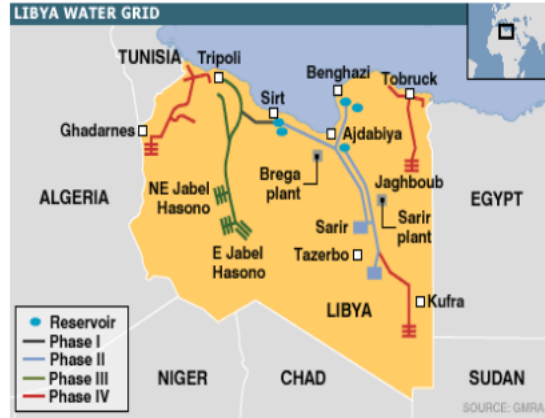 LIBYA WATER GRID
TUNISIA
Tripoli
Benghazi
Tobruck
Sirt
Ghadarnes
Ajdabiya
ALGERIA
NE Jabel
Hasono
Brega
plant
Jaghboub
EGYPT
Sarir
Sarir
plant
E Jabel
Hasono
Tazerbo
LIBYA
Kufra
Reservoir
Phase I
Phase II
Phase III
Phase IV
NIGER
CHAD
SUDAN
SOURCE: GMRA